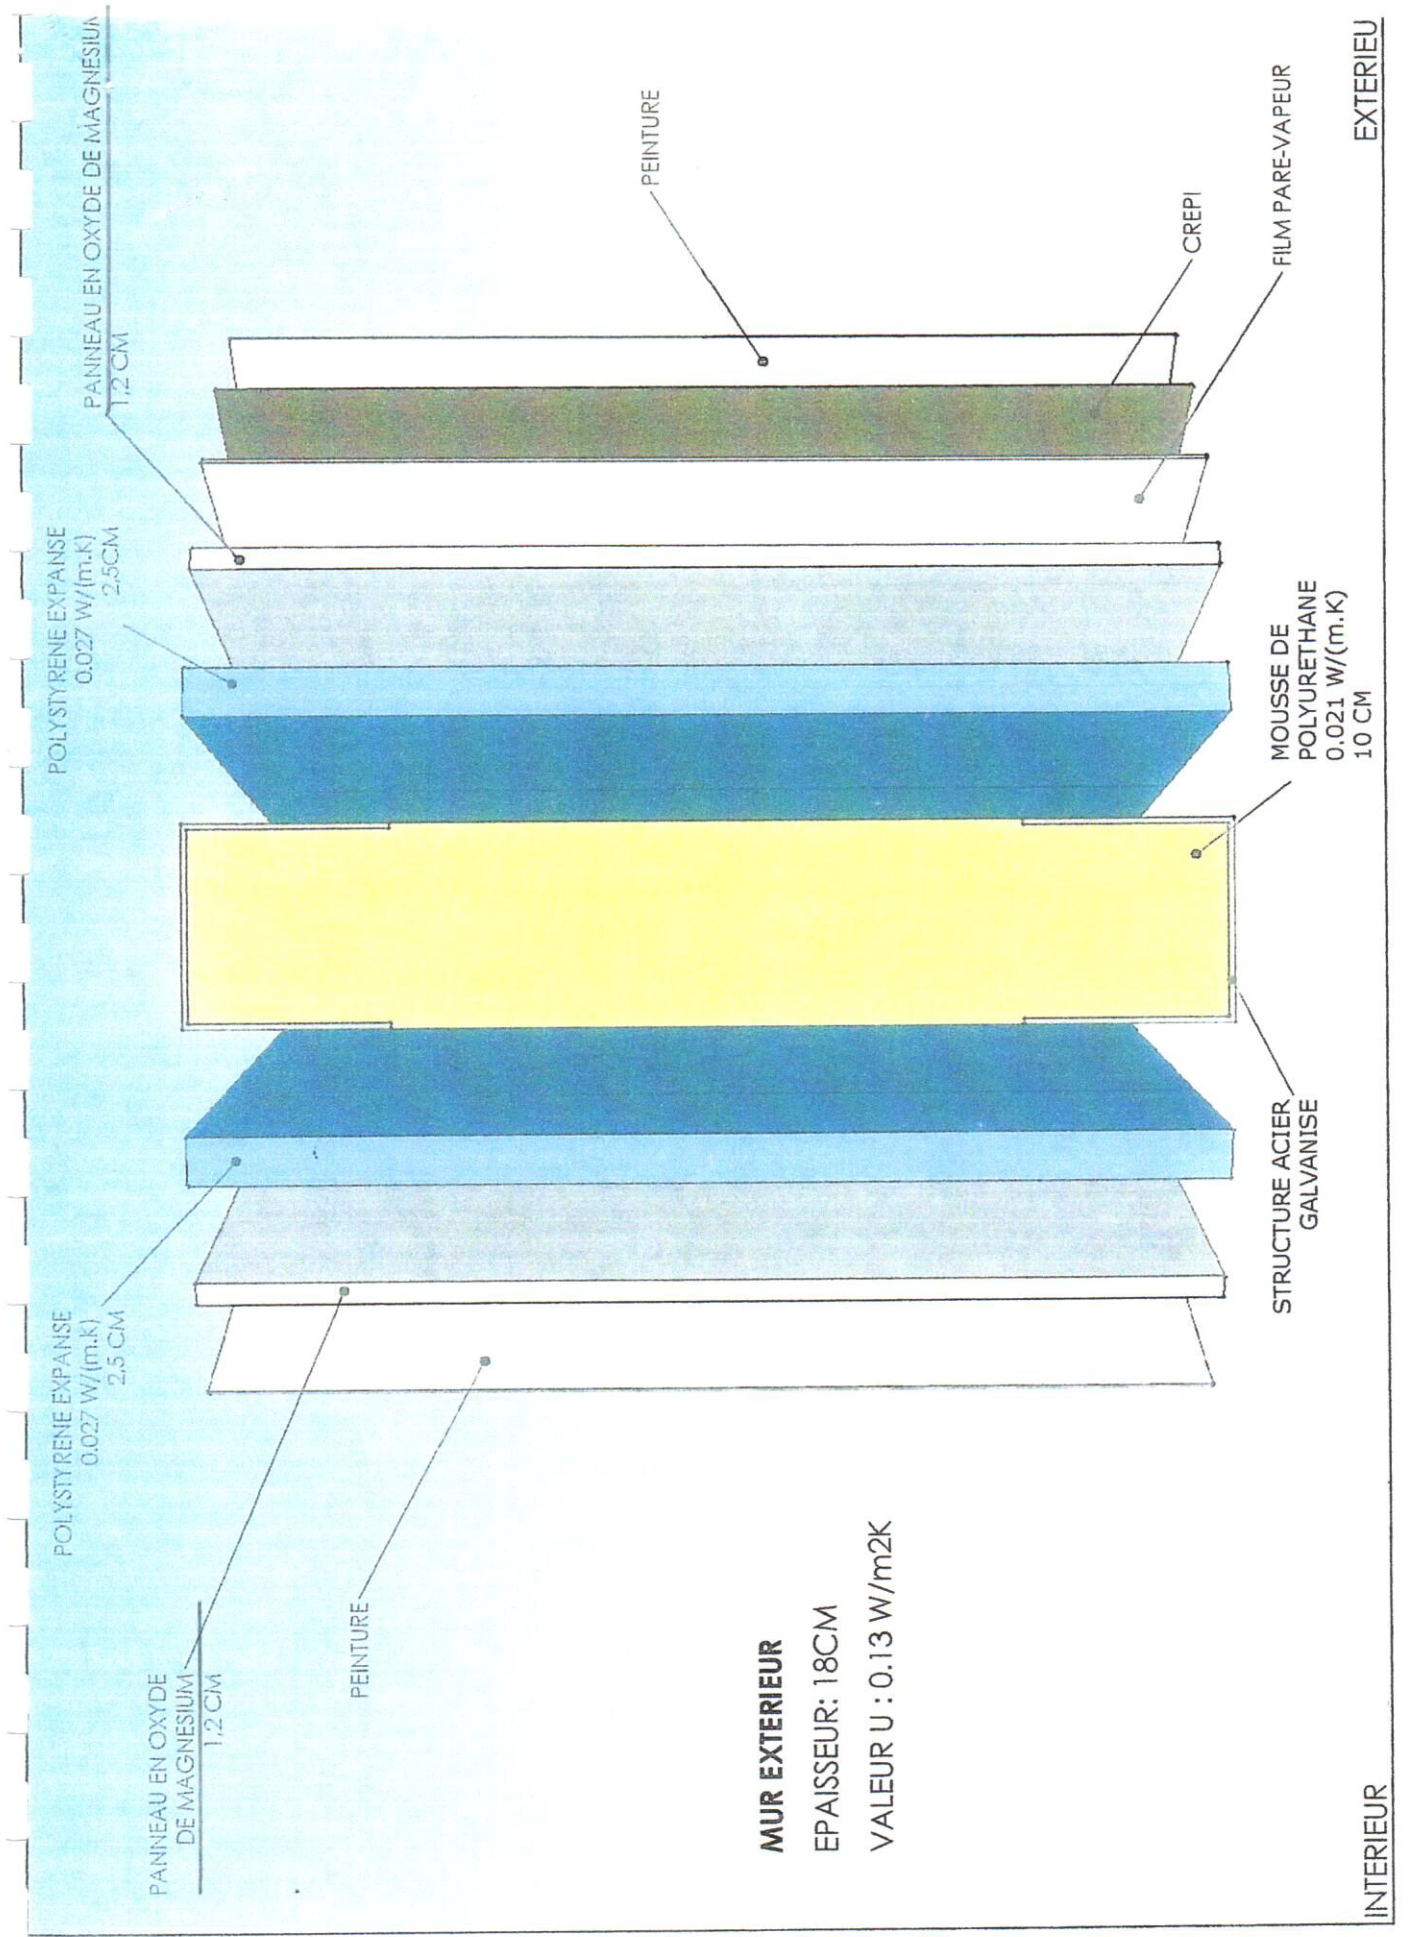 PANNEAU EN OXYDE
DE MAGNESIUM
1,2 CM
POLYSTYRENE EXPANSE
0.027 W/(m.K)
2,5 CM
POLYSTYRENE EXPANSE
0.027 W/(m.K)
2,5CM
PANNEAU EN OXYDE DE MAGNESIUM
1,2 CM
PEINTURE
PEINTURE
CREPI
FILM PARE-VAPEUR
MOUSSE DE
POLYURETHANE
0.021 W/(m.K)
10 CM
STRUCTURE ACIER
GALVANISE
MUR EXTERIEUR
EPAISSEUR: 18CM
VALEUR U : 0.13 W/m2K
INTERIEUR
EXTERIEU